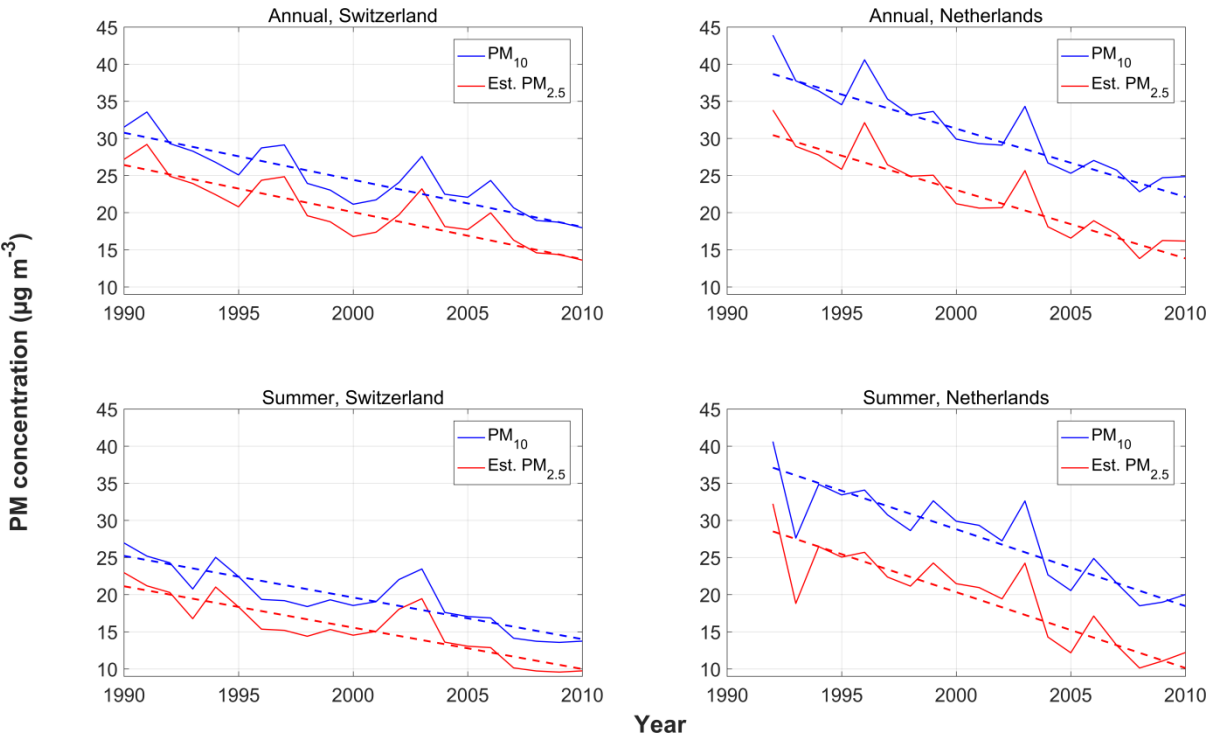 Annual, Switzerland
45
40
35
30
25
20
15
10
1990 1995 2000 2005 2010
PM10
Est. PM2.5
Annual, Netherlands
45
40
35
30
25
20
15
10
1990 1995 2000 2005 2010
PM10
Est. PM2.5
PM concentration (µg m-3)
Summer, Switzerland
45
40
35
30
25
20
15
10
1990 1995 2000 2005 2010
PM10
Est. PM2.5
Summer, Netherlands
45
40
35
30
25
20
15
10
1990 1995 2000 2005 2010
PM10
Est. PM2.5
Year